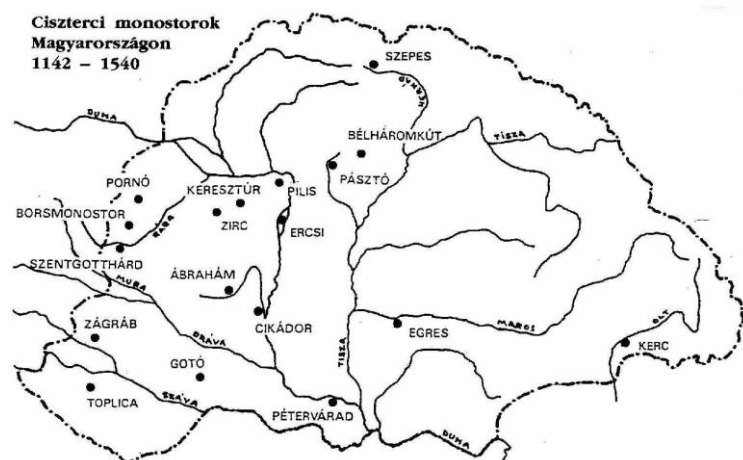 Ciszterci monostorok
Magyarországon
1142 – 1540
SZEPES
HERNÁD
DUNA
TISZA
BÉLHÁROMKÚT
PÁSZTÓ
PORNÓ
KERESZTÚR
PILIS
BORSMONOSTOR
RÁBA
ZIRC
ERCSI
SZENTGOTTHÁRD
MURA
ÁBRAHÁM
CIKÁDOR
EGRES
MAROS
OLT
KERC
ZÁGRÁB
DRÁVA
TISZA
GOTÓ
TOPLICA
SZÁVA
PÉTERVÁRAD
DUNA